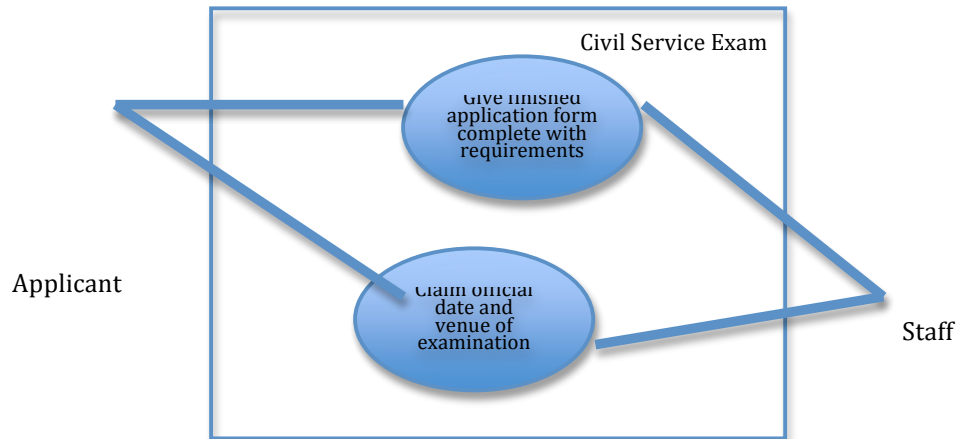 Civil Service Exam
Give finished
application form
complete with
requirements
Applicant
Claim official
date and
venue of
examination
Staff